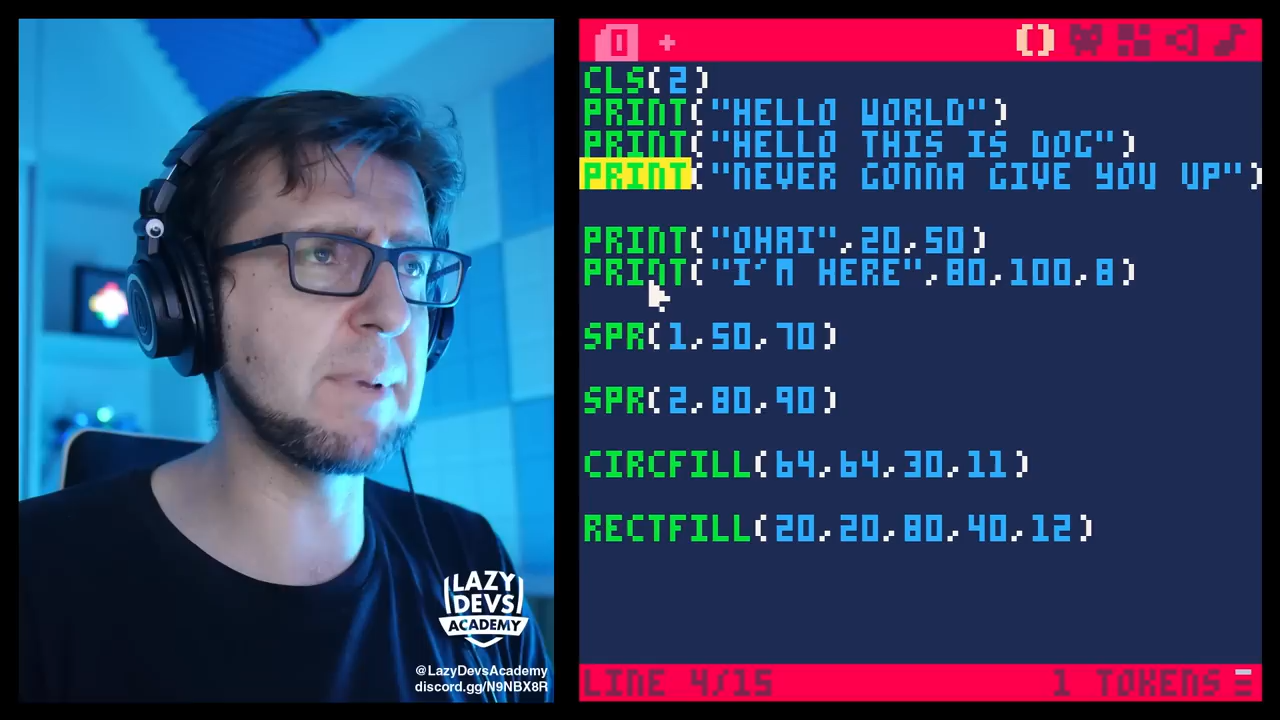 LAZY
DEVS
ACADEMY
@LazyDevsAcademy
discord.gg/N9NBX8R
0 +
CLS(2)
PRINT("HELLO WORLD")
PRINT("HELLO THIS IS DOG")
PRINT("NEVER GONNA GIVE YOU UP")
PRINT("OHAI",20,50)
PRINT("I'M HERE",80,100,8)
SPR(1,50,70)
SPR(2,80,90)
CIRCFILL(64,64,30,11)
RECTFILL(20,20,80,40,12)
LINE 4/15
1 TOKENS